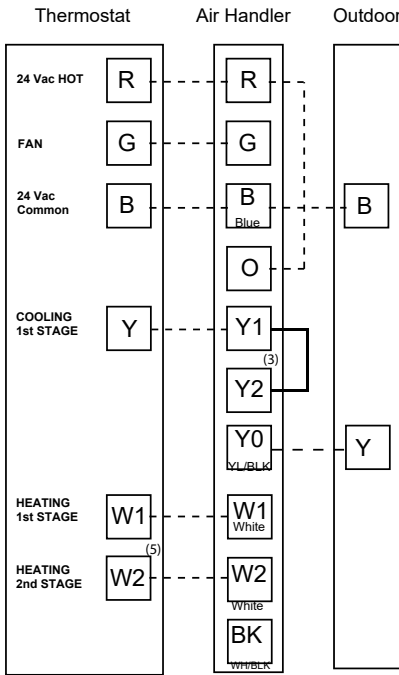 Thermostat Air Handler Outdoor
24 Vac HOT R R
FAN G G
24 Vac
Common B B B
Blue
O
COOLING
1st STAGE Y Y1
(3)
Y2
Y0 Y
YL/BLK
HEATING
1st STAGE W1 W1
White
(5)
HEATING
2nd STAGE W2 W2
White
BK
WH/BLK